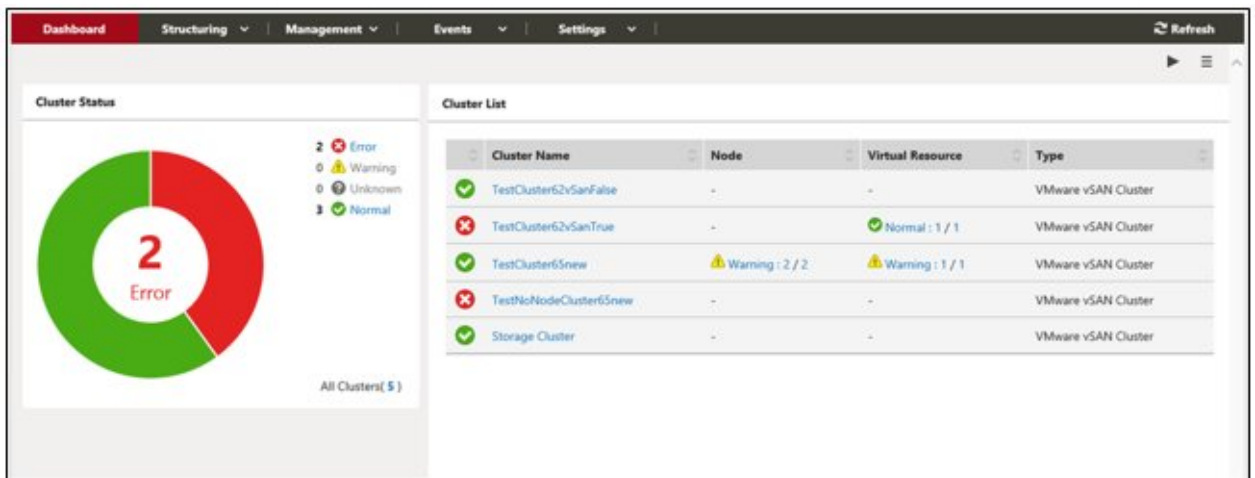 Dashboard Structuring Management Events Settings Refresh
Cluster Status
2 Error
0 Warning
0 Unknown
3 Normal
2
Error
All Clusters( 5 )
Cluster List
Cluster Name Node Virtual Resource Type
TestCluster62vSanFalse - - VMware vSAN Cluster
TestCluster62vSanTrue - Normal : 1 / 1 VMware vSAN Cluster
TestCluster65new Warning : 2 / 2 Warning : 1 / 1 VMware vSAN Cluster
TestNoNodeCluster65new - - VMware vSAN Cluster
Storage Cluster - - VMware vSAN Cluster